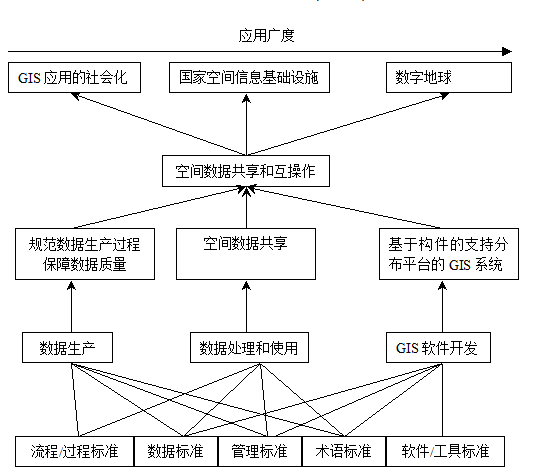 应用广度
GIS 应用的社会化
国家空间信息基础设施
数字地球
空间数据共享和互操作
规范数据生产过程
保障数据质量
空间数据共享
基于构件的支持分
布平台的 GIS 系统
数据生产
数据处理和使用
GIS 软件开发
流程/过程标准
数据标准
管理标准
术语标准
软件/工具标准